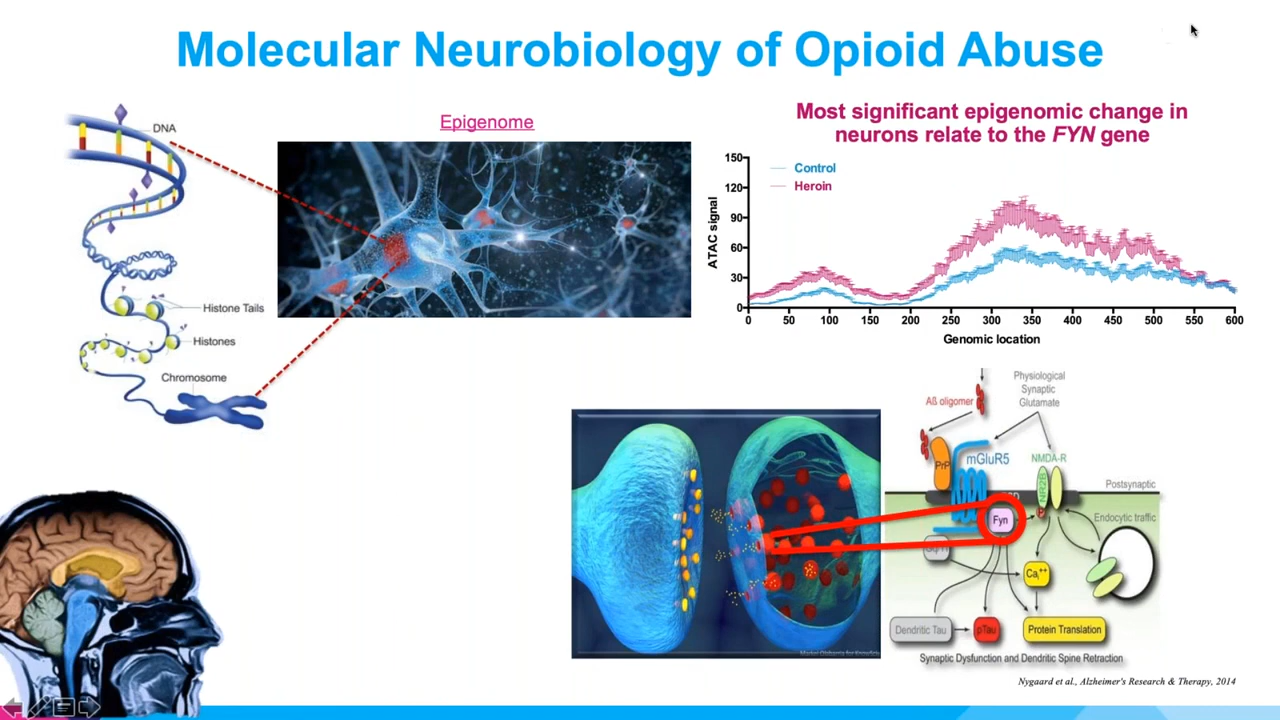 Molecular Neurobiology of Opioid Abuse
DNA
Histone Tails
Histones
Chromosome
Epigenome
Most significant epigenomic change in
neurons relate to the FYN gene
150
120
90
60
30
0
ATAC signal
Control
Heroin
0 50 100 150 200 250 300 350 400 450 500 550 600
Genomic location
Physiological
Synaptic
Glutamate
Aß oligomer
PrP
mGluR5
NMDA-R
NR2B
Postsynaptic
Fyn
P
Endocytic traffic
Ca++
i
Dendritic Tau
pTau
Protein Translation
Synaptic Dysfunction and Dendritic Spine Retraction
Nygaard et al., Alzheimer's Research & Therapy, 2014